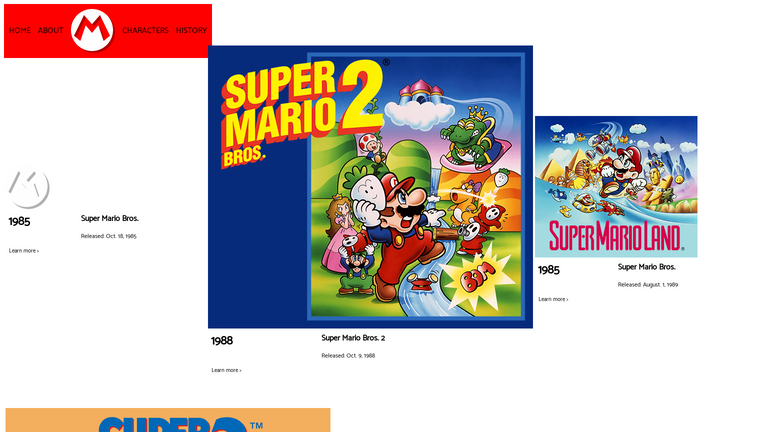 HOME
ABOUT
M
CHARACTERS
HISTORY
SUPER
MARIO 2®
BROS.
BOM
SUPER MARIO LAND.
M
1985
Super Mario Bros.
Released: Oct. 18, 1985
Learn more ›
1985
Super Mario Bros.
Released: August. 1, 1989
Learn more ›
1988
Super Mario Bros. 2
Released: Oct. 9, 1988
Learn more ›
SUPER
TM